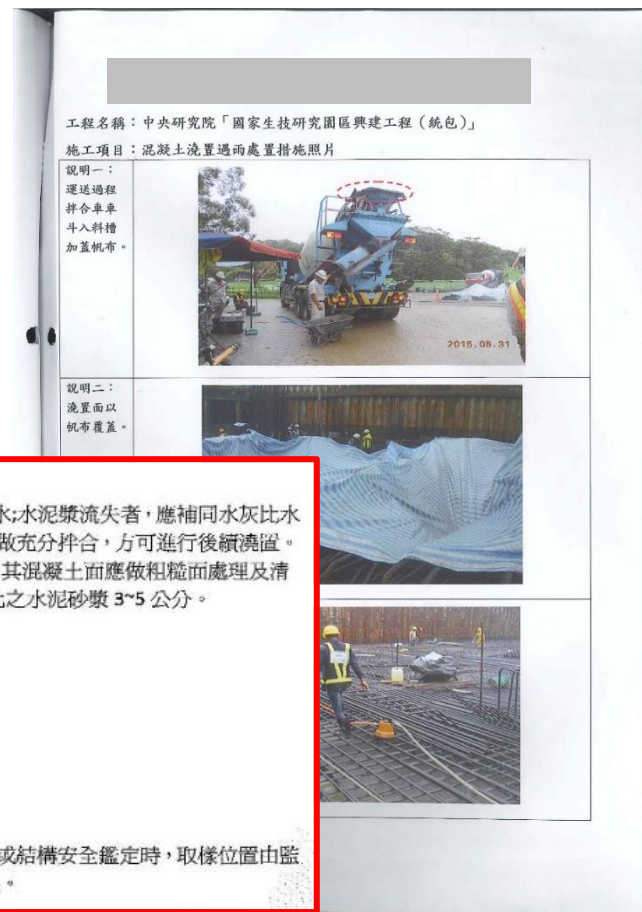 工程名稱：中央研究院「國家生技研究園區興建工程（統包）」
施工項目：混凝土澆置遇雨處置措施照片
說明一：
運送過程
拌合車車
斗入料槽
加蓋帆布。
2015.08.31
說明二：
澆置面以
帆布覆蓋。
水;水泥漿流失者，應補同水灰比水
做充分拌合，方可進行後續澆置。
其混凝土面應做粗糙面處理及清
比之水泥砂漿 3~5 公分。
或結構安全鑑定時，取樣位置由監
。